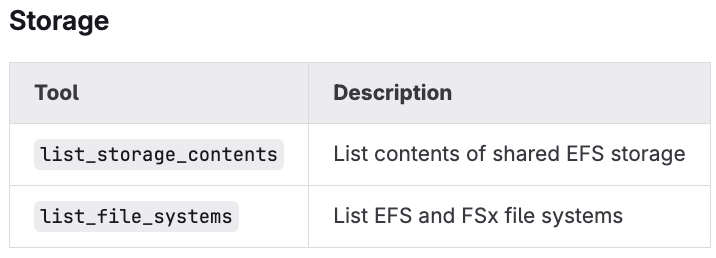 Storage
Tool Description
list_storage_contents List contents of shared EFS storage
list_file_systems List EFS and FSx file systems